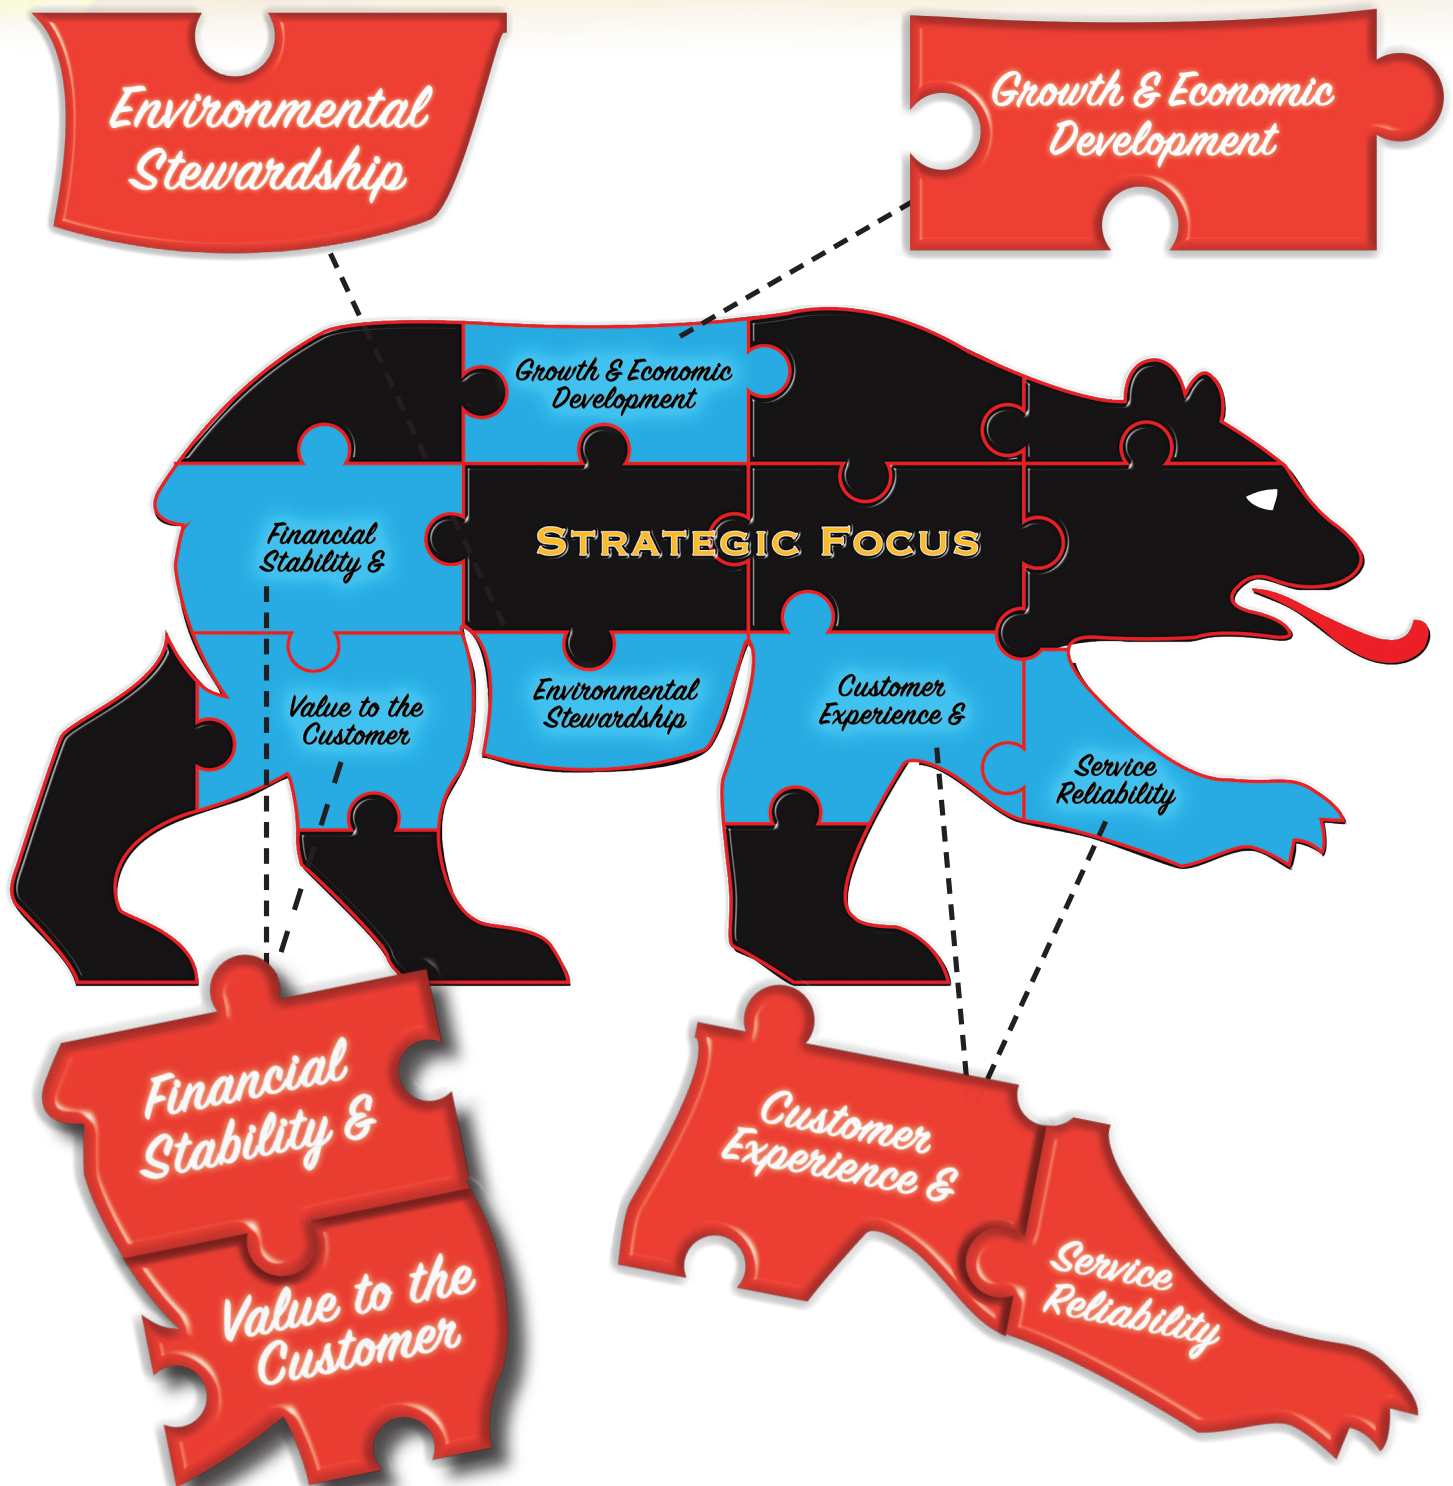 Environmental
Stewardship
Growth & Economic
Development
Growth & Economic
Development
Financial
Stability &
STRATEGIC FOCUS
Value to the
Customer
Environmental
Stewardship
Customer
Experience &
Service
Reliability
Financial
Stability &
Value to the
Customer
Customer
Experience &
Service
Reliability